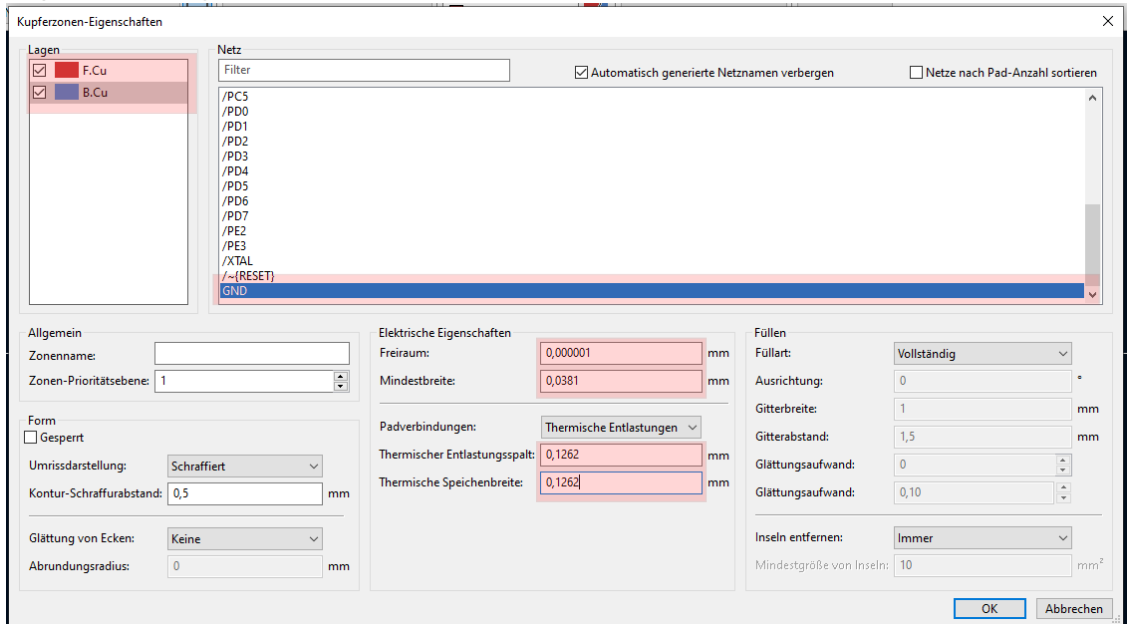 Kupferzonen-Eigenschaften
Lagen
F.Cu
B.Cu
Netz
Filter
Automatisch generierte Netznamen verbergen
Netze nach Pad-Anzahl sortieren
/PC5
/PD0
/PD1
/PD2
/PD3
/PD4
/PD5
/PD6
/PD7
/PE2
/PE3
/XTAL
/~{RESET}
GND
Allgemein
Zonenname:
Zonen-Prioritätsebene: 1
Form
Gesperrt
Umrissdarstellung: Schraffiert
Kontur-Schraffurabstand: 0,5 mm
Glättung von Ecken: Keine
Abrundungsradius: 0 mm
Elektrische Eigenschaften
Freiraum: 0,000001 mm
Mindestbreite: 0,0381 mm
Padverbindungen: Thermische Entlastungen
Thermischer Entlastungsspalt: 0,1262 mm
Thermische Speichenbreite: 0,1262 mm
Füllen
Füllart: Vollständig
Ausrichtung: 0 °
Gitterbreite: 1 mm
Gitterabstand: 1,5 mm
Glättungsaufwand: 0
Glättungsaufwand: 0,10
Inseln entfernen: Immer
Mindestgröße von Inseln: 10 mm²
OK
Abbrechen